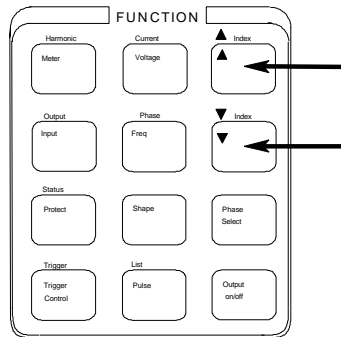 FUNCTION
Harmonic Current ▲ Index
Meter Voltage ▲
Output Phase ▼ Index
Input Freq ▼
Status
Protect Shape Phase
Select
Trigger List
Trigger Pulse Output
Control on/off